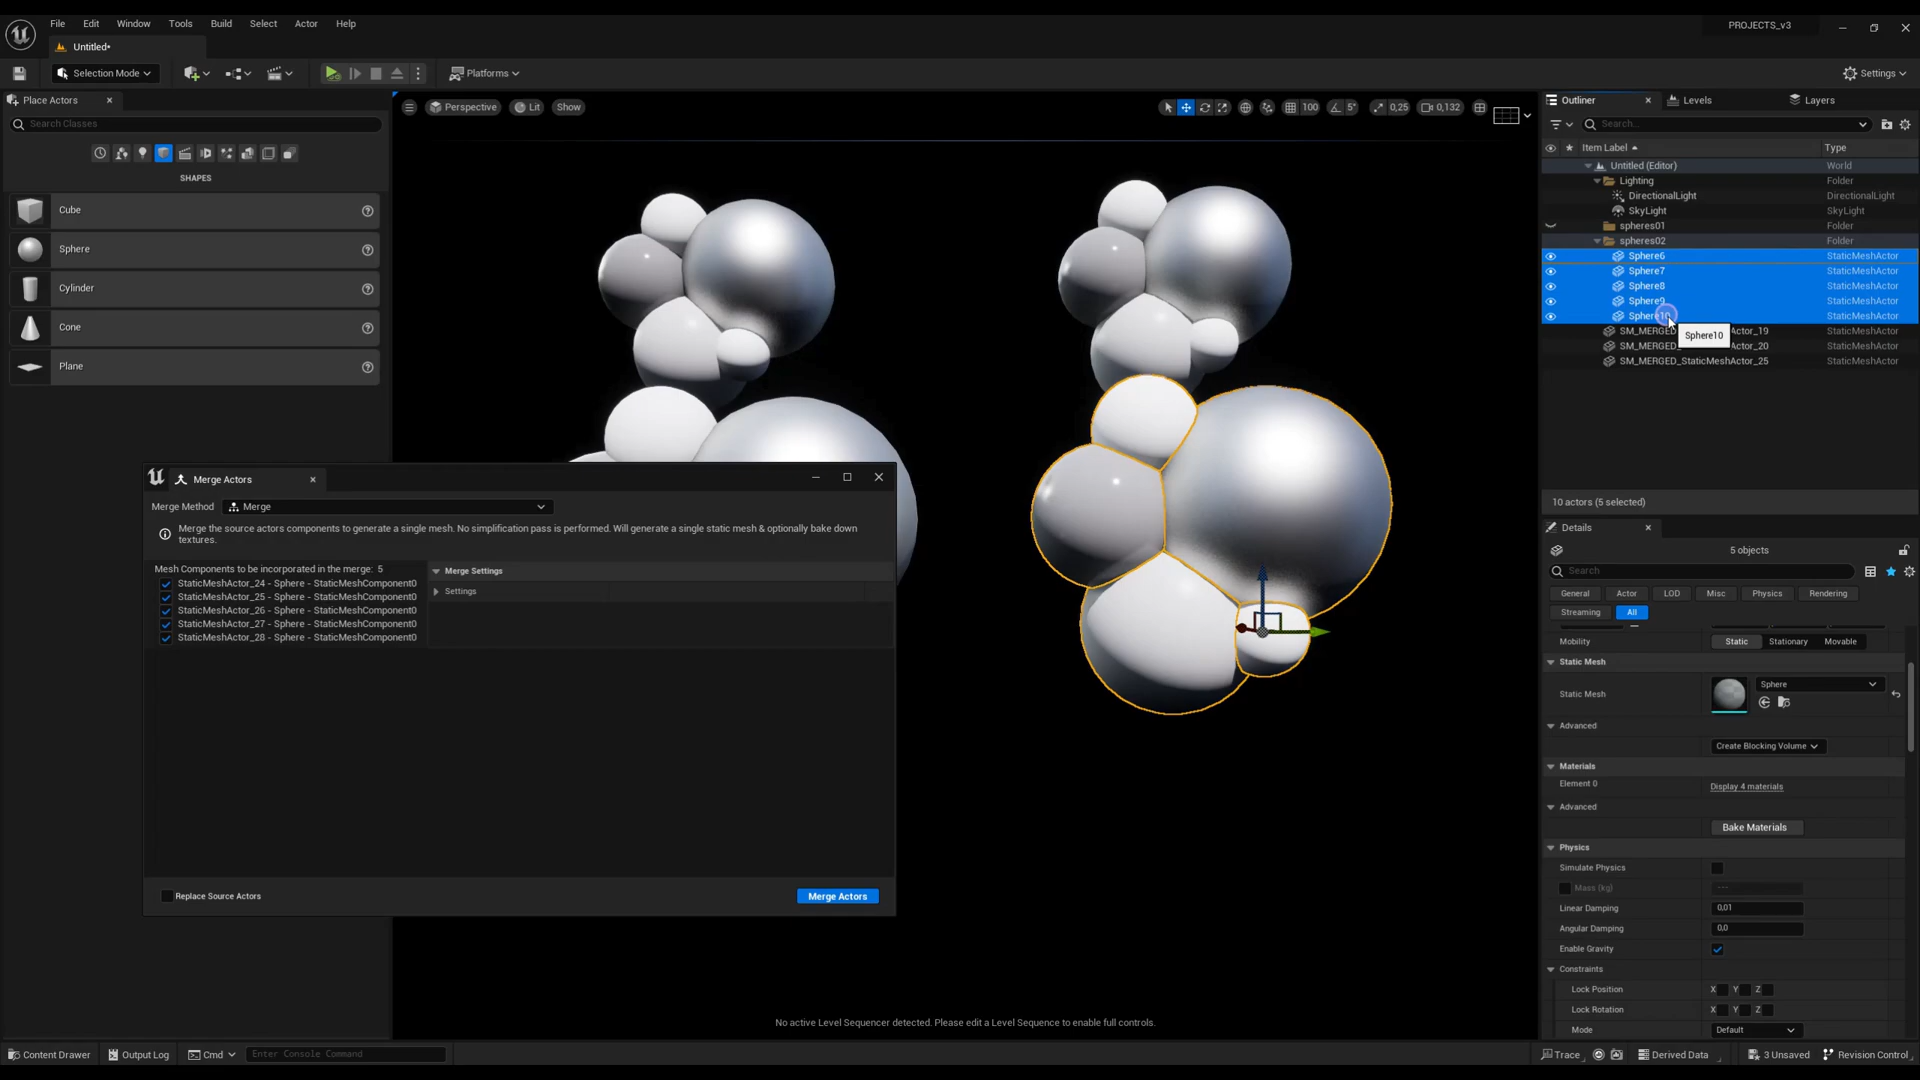 File Edit Window Tools Build Select Actor Help
PROJECTS_v3
Untitled*
Selection Mode
Platforms
Settings
Place Actors
Search Classes
SHAPES
Cube
Sphere
Cylinder
Cone
Plane
Perspective Lit Show
100 5° 0,25 0,132
Outliner Levels Layers
Search...
Item Label Type
Untitled (Editor) World
Lighting Folder
DirectionalLight DirectionalLight
SkyLight SkyLight
spheres01 Folder
spheres02 Folder
Sphere6 StaticMeshActor
Sphere7 StaticMeshActor
Sphere8 StaticMeshActor
Sphere9 StaticMeshActor
Sphere10 StaticMeshActor
Sphere10
SM_MERGED Actor_19 StaticMeshActor
SM_MERGED_StaticMeshActor_20 StaticMeshActor
SM_MERGED_StaticMeshActor_25 StaticMeshActor
10 actors (5 selected)
Merge Actors
Merge Method Merge
Merge the source actors components to generate a single mesh. No simplification pass is performed. Will generate a single static mesh & optionally bake down
textures.
Mesh Components to be incorporated in the merge: 5
StaticMeshActor_24 - Sphere - StaticMeshComponent0
StaticMeshActor_25 - Sphere - StaticMeshComponent0
StaticMeshActor_26 - Sphere - StaticMeshComponent0
StaticMeshActor_27 - Sphere - StaticMeshComponent0
StaticMeshActor_28 - Sphere - StaticMeshComponent0
Merge Settings
Settings
Replace Source Actors
Merge Actors
Details
5 objects
Search
General Actor LOD Misc Physics Rendering
Streaming All
Mobility Static Stationary Movable
Static Mesh
Static Mesh Sphere
Advanced
Create Blocking Volume
Materials
Element 0 Display 4 materials
Advanced
Bake Materials
Physics
Simulate Physics
Mass (kg) ---
Linear Damping 0,01
Angular Damping 0,0
Enable Gravity
Constraints
Lock Position X Y Z
Lock Rotation X Y Z
Mode Default
No active Level Sequencer detected. Please edit a Level Sequence to enable full controls.
Content Drawer Output Log Cmd Enter Console Command
Trace Derived Data 3 Unsaved Revision Control